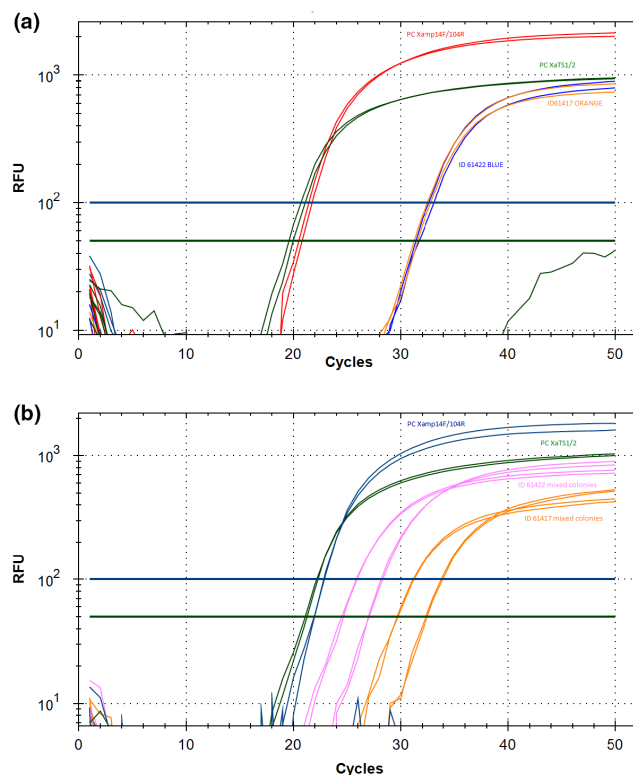 (a)
PC Xamp14F/104R
10³
PC XaTS1/2
ID61417 ORANGE
RFU
ID 61422 BLUE
10²
10¹
0 10 20 30 40 50
Cycles
(b)
PC Xamp14F/104R
PC XaTS1/2
10³
ID 61422 mixed colonies
ID 61417 mixed colonies
RFU
10²
10¹
0 10 20 30 40 50
Cycles